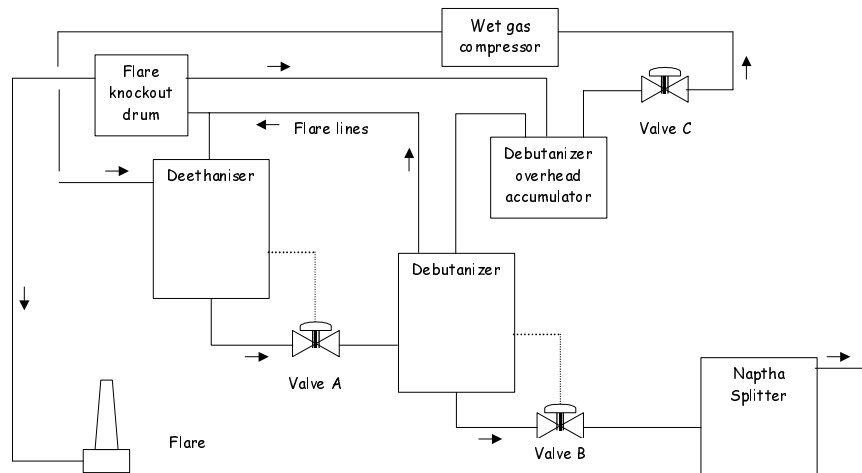 Wet gas
compressor
Flare
knockout
drum
Flare lines
Valve C
Debutanizer
overhead
accumulator
Deethaniser
Debutanizer
Valve A
Naptha
Splitter
Flare
Valve B